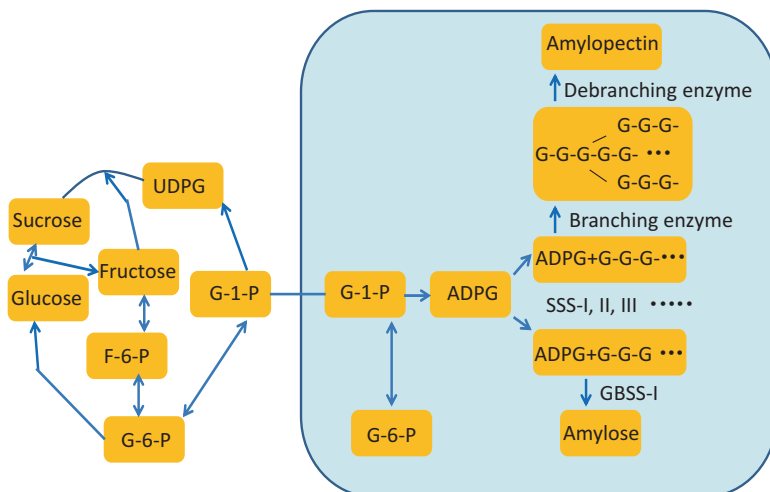 Amylopectin
Debranching enzyme
G-G-G-
G-G-G-G-G- •••
G-G-G-
Branching enzyme
UDPG
Sucrose
Fructose
Glucose
G-1-P
G-1-P
ADPG
ADPG+G-G-G-•••
SSS-I, II, III •••••
ADPG+G-G-G •••
F-6-P
GBSS-I
G-6-P
G-6-P
Amylose